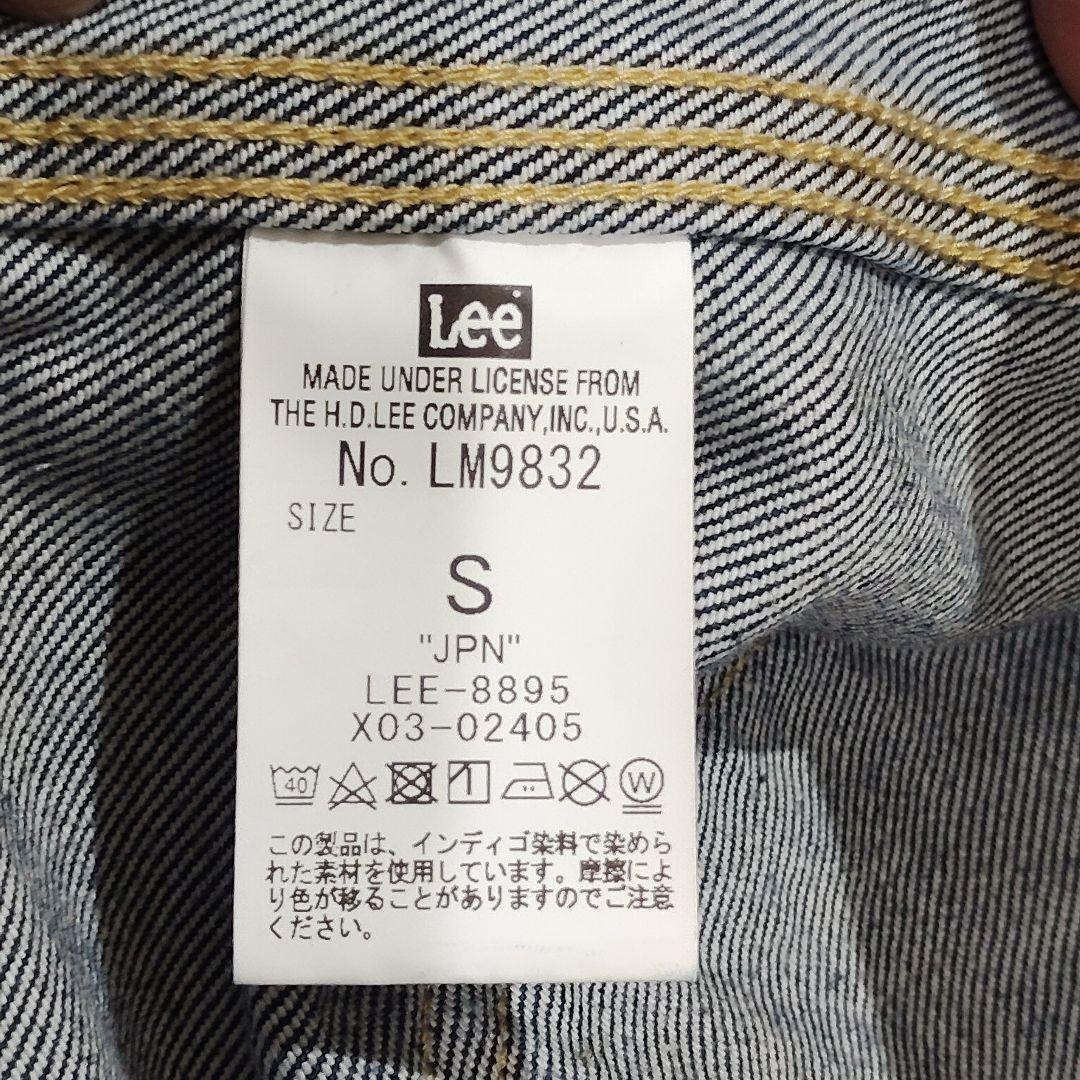 Lee
MADE UNDER LICENSE FROM
THE H.D.LEE COMPANY,INC.,U.S.A.
No. LM9832
SIZE
S
"JPN"
LEE-8895
X03-02405
40 W
この製品は、インディゴ染料で染めら
れた素材を使用しています。摩擦によ
り色が移ることがありますのでご注意
ください。